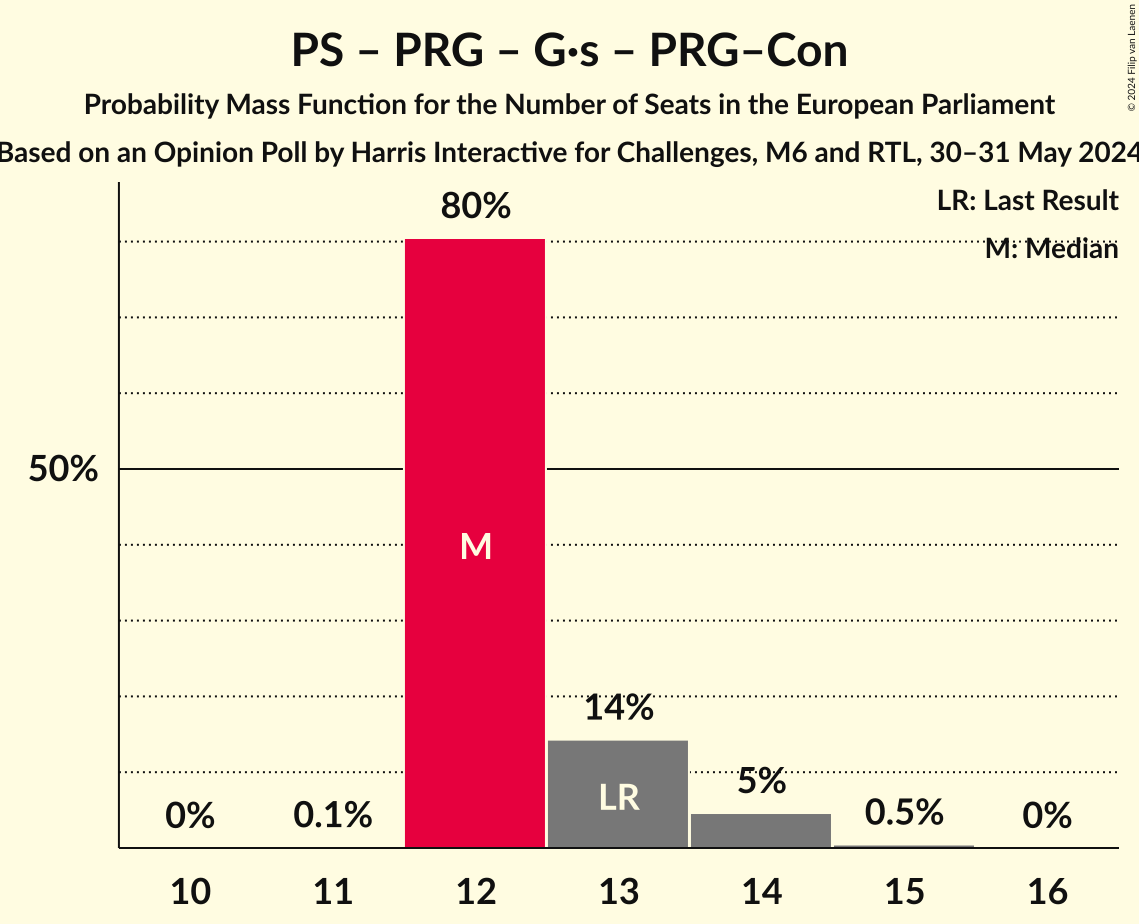 PS – PRG – G·s – PRG–Con
Probability Mass Function for the Number of Seats in the European Parliament
Based on an Opinion Poll by Harris Interactive for Challenges, M6 and RTL, 30–31 May 2024
© 2024 Filip van Laenen
LR: Last Result
M: Median
80%
50%
M
14%
LR
5%
0%
0.1%
0.5%
0%
10
11
12
13
14
15
16